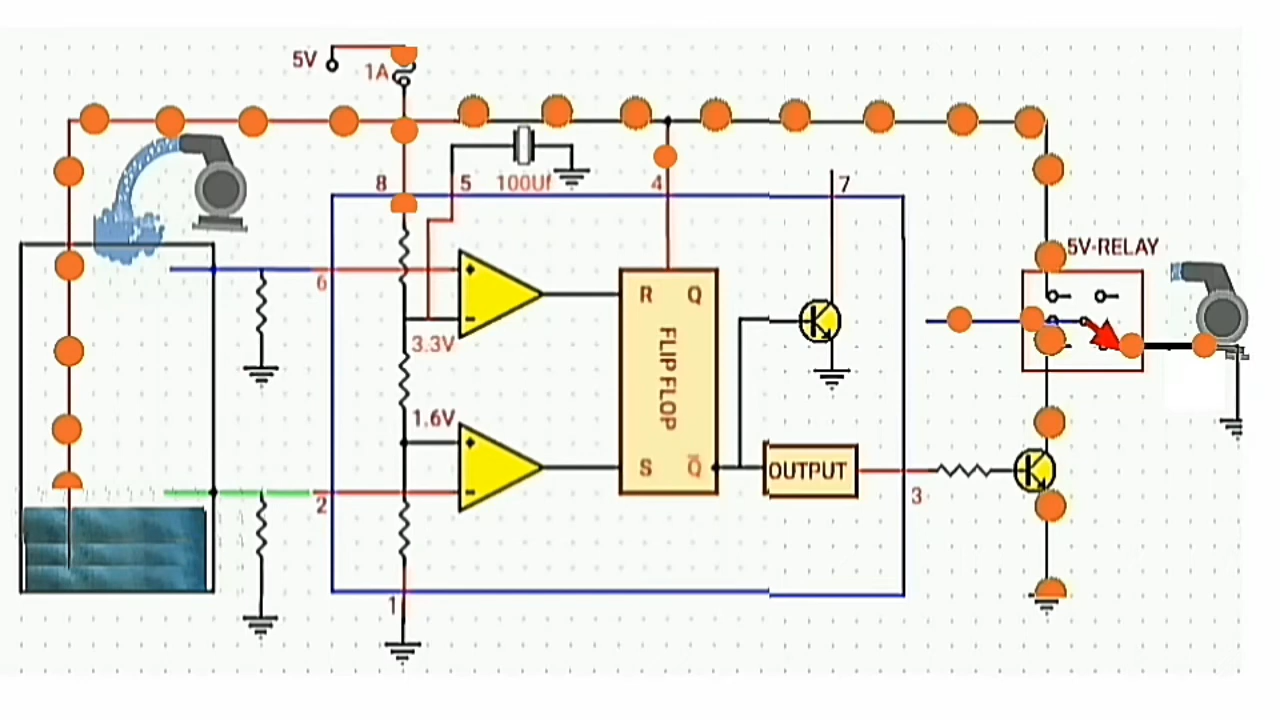 5V
1A
8
5
100Uf
4
7
5V-RELAY
6
R Q
3.3V
FLIP FLOP
1.6V
S Q̅
OUTPUT
2
3
1